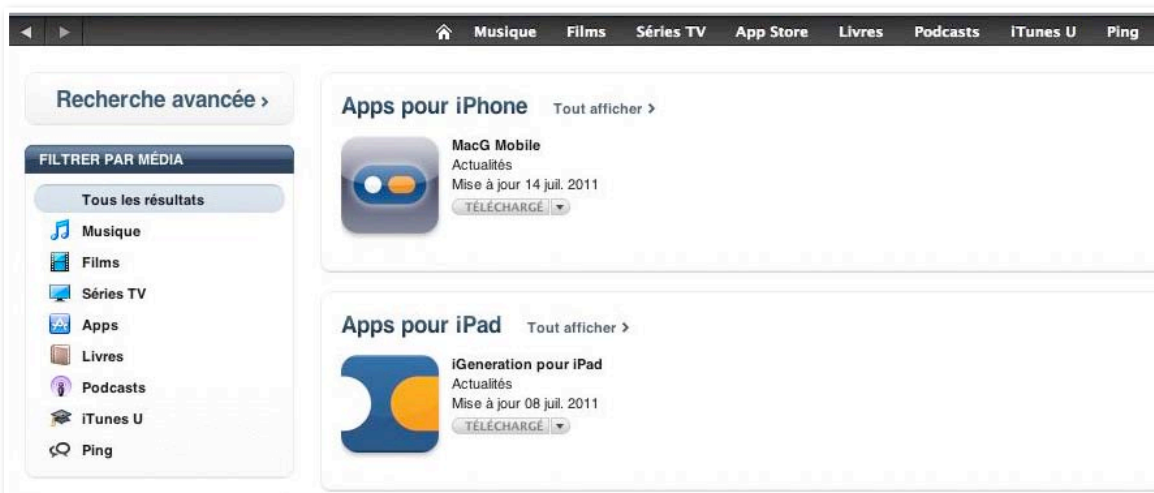 Musique Films Séries TV App Store Livres Podcasts iTunes U Ping
Recherche avancée ›
FILTRER PAR MÉDIA
Tous les résultats
Musique
Films
Séries TV
Apps
Livres
Podcasts
iTunes U
Ping
Apps pour iPhone Tout afficher ›
MacG Mobile
Actualités
Mise à jour 14 juil. 2011
TÉLÉCHARGÉ
Apps pour iPad Tout afficher ›
iGeneration pour iPad
Actualités
Mise à jour 08 juil. 2011
TÉLÉCHARGÉ